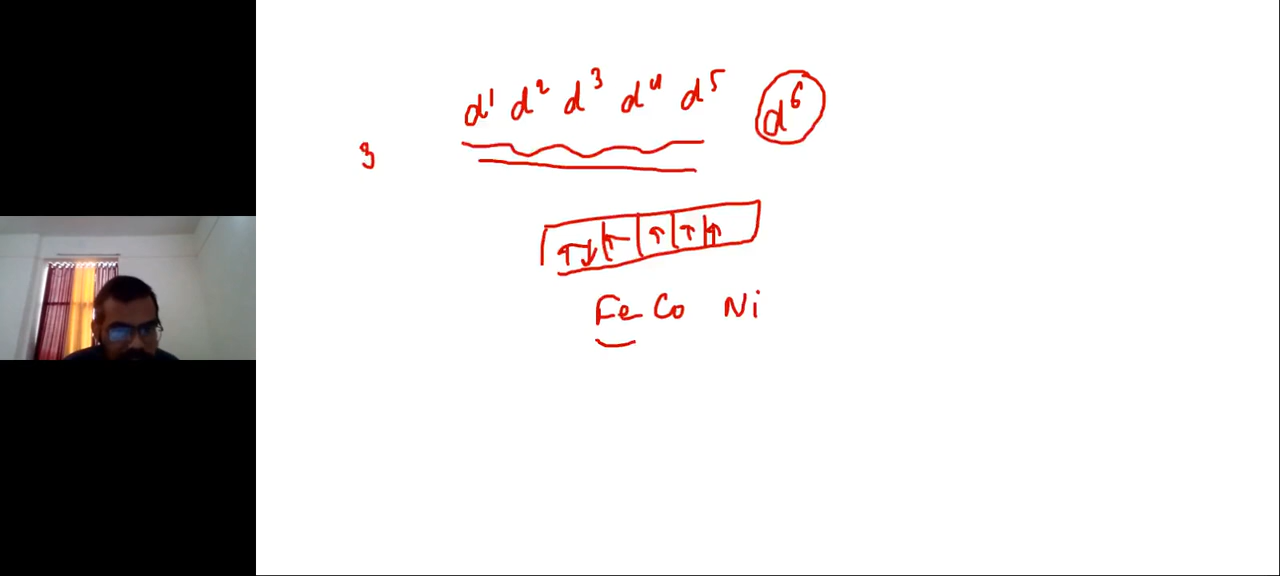 d¹ d² d³ d⁴ d⁵ d⁶
3
↑↓ ↑ ↑ ↑ ↑
Fe Co Ni